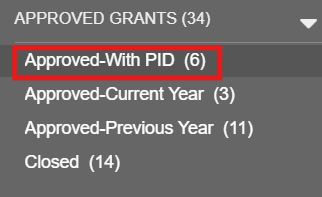 APPROVED GRANTS (34)
Approved-With PID (6)
Approved-Current Year (3)
Approved-Previous Year (11)
Closed (14)